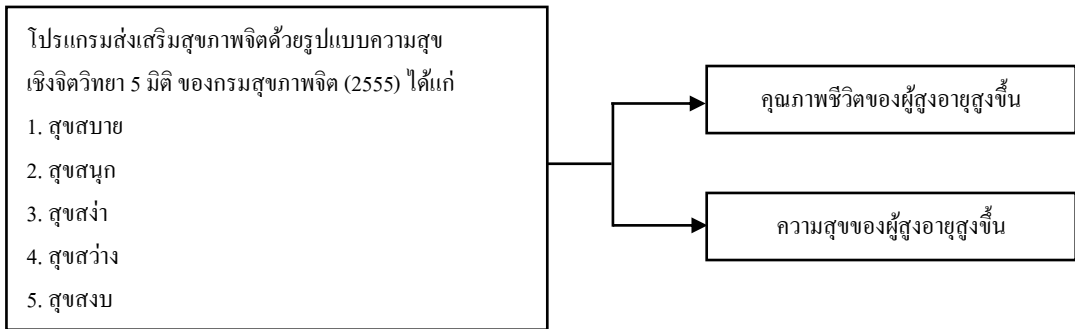 โปรแกรมส่งเสริมสุขภาพจิตด้วยรูปแบบความสุข
เชิงจิตวิทยา 5 มิติ ของกรมสุขภาพจิต (2555) ได้แก่
1. สุขสบาย
2. สุขสนุก
3. สุขสง่า
4. สุขสว่าง
5. สุขสงบ
คุณภาพชีวิตของผู้สูงอายุสูงขึ้น
ความสุขของผู้สูงอายุสูงขึ้น